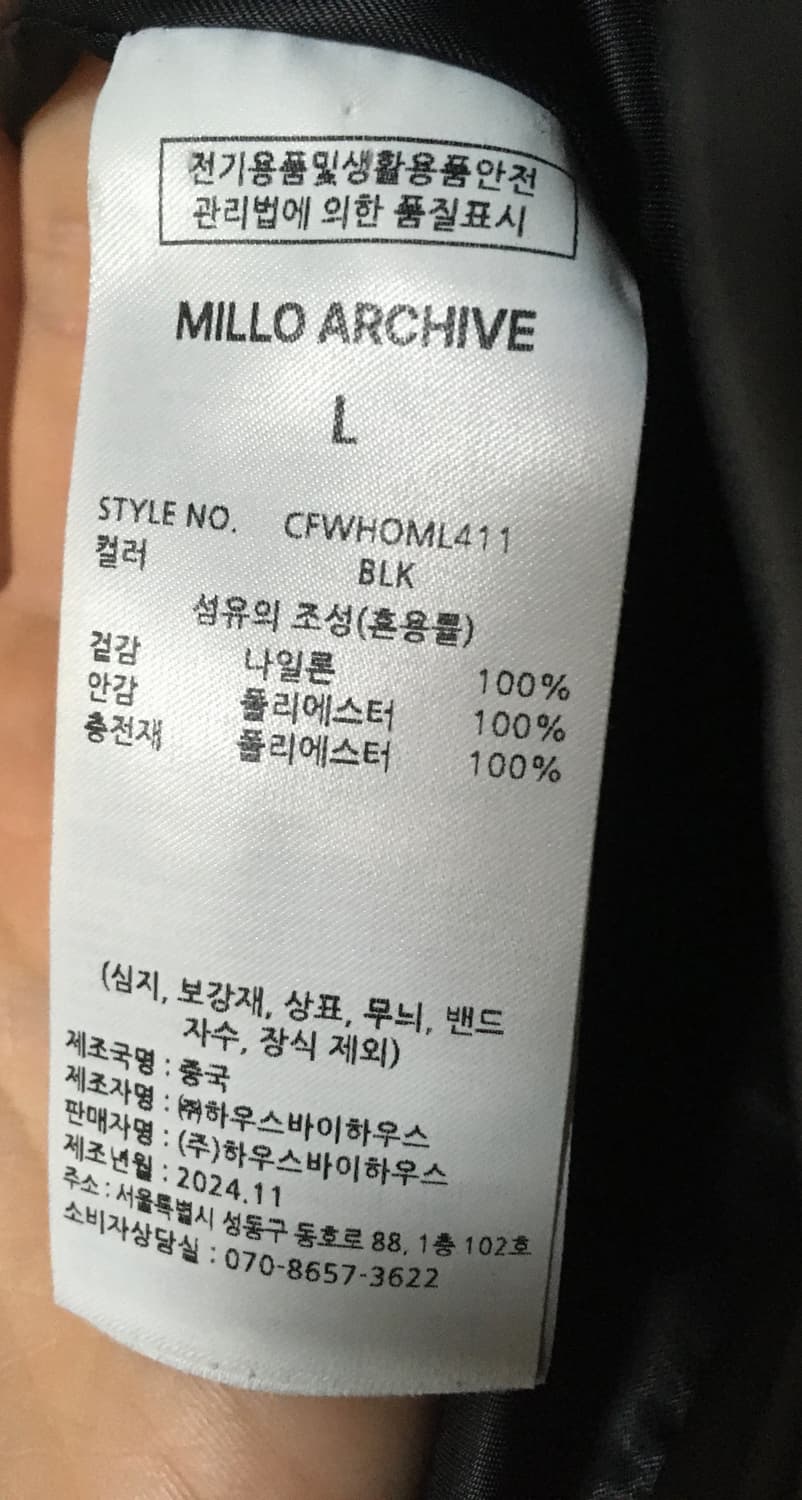 전기용품및생활용품안전
관리법에 의한 품질표시
MILLO ARCHIVE
L
STYLE NO. CFWHOML411
컬러 BLK
섬유의 조성(혼용률)
겉감 나일론 100%
안감 폴리에스터 100%
충전재 폴리에스터 100%
(심지, 보강재, 상표, 무늬, 밴드
자수, 장식 제외)
제조국명 : 중국
제조자명 : ㈜하우스바이하우스
판매자명 : (주)하우스바이하우스
제조년월 : 2024.11
주소 : 서울특별시 성동구 동호로 88, 1층 102호
소비자상담실 : 070-8657-3622